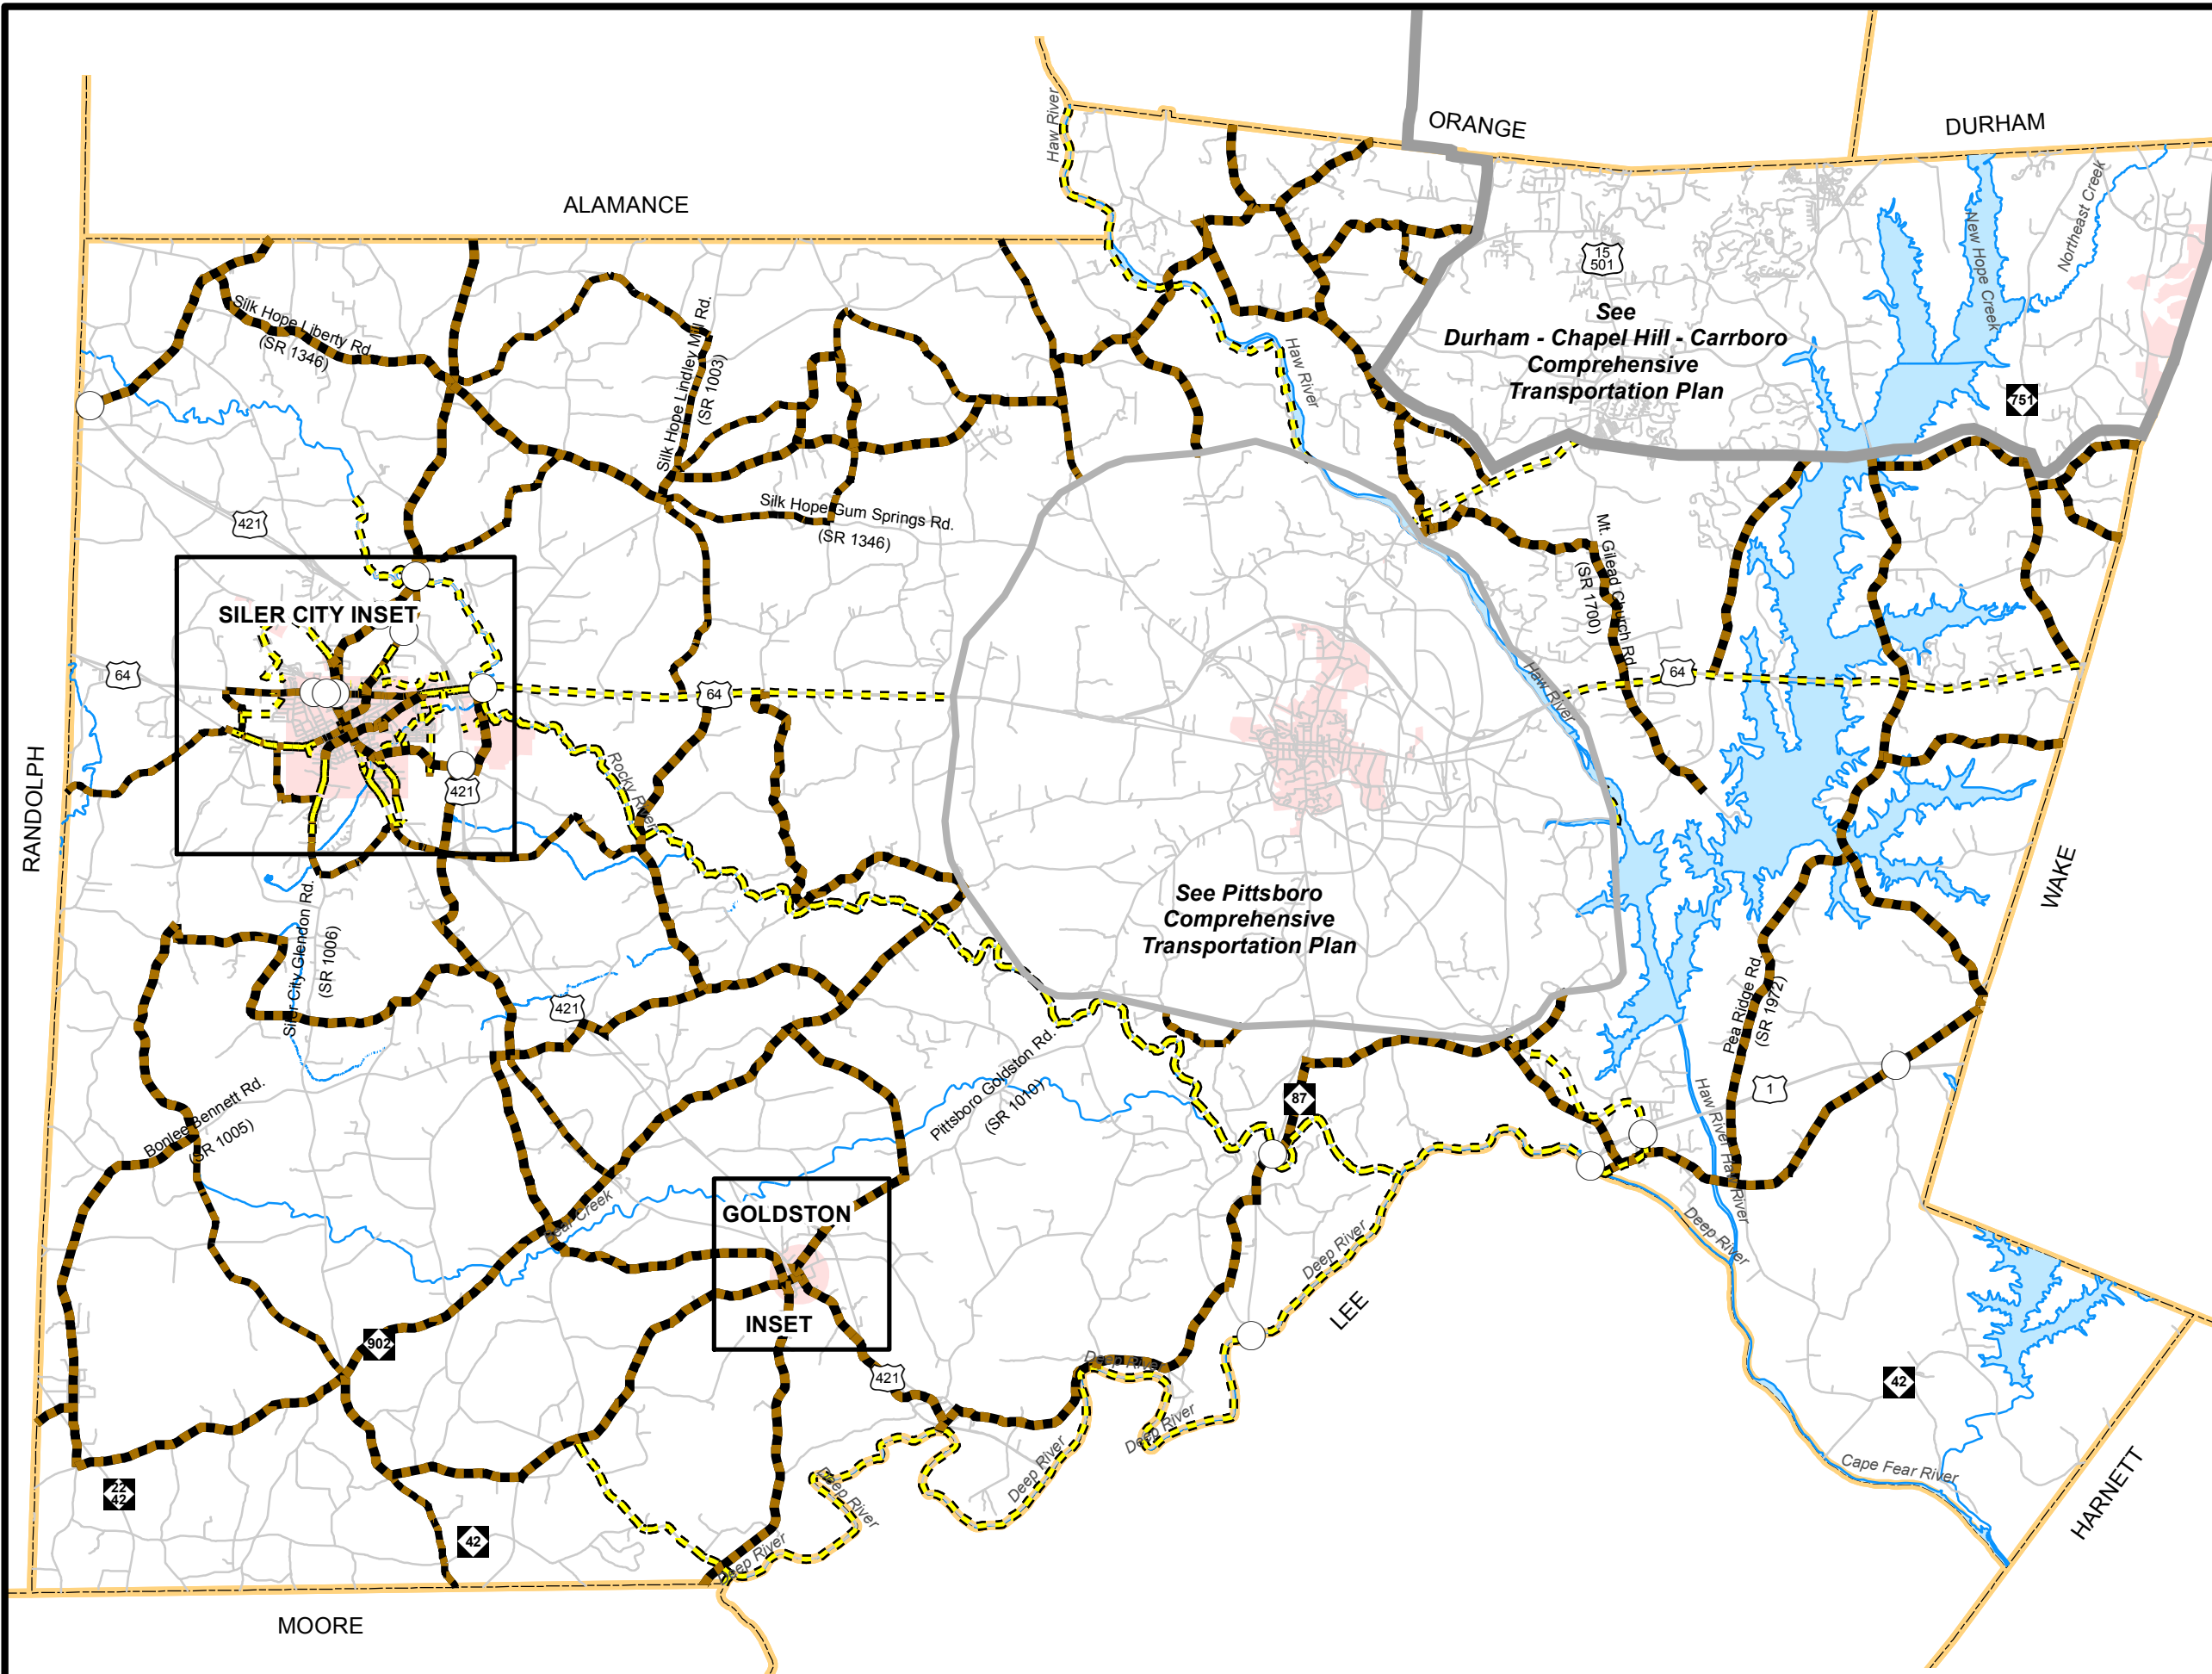 ORANGE
DURHAM
Haw River
ALAMANCE
Northeast Creek
New Hope Creek
15
501
See
Durham - Chapel Hill - Carrboro
Comprehensive
Transportation Plan
Silk Hope Liberty Rd.
(SR 1346)
Silk Hope Lindley Mill Rd.
(SR 1003)
Haw River
751
Silk Hope Gum Springs Rd.
(SR 1346)
421
Mt. Gilead Church Rd.
(SR 1700)
SILER CITY INSET
64
64
64
Haw River
421
Rocky River
RANDOLPH
WAKE
See Pittsboro
Comprehensive
Transportation Plan
Siler City Glendon Rd.
(SR 1006)
421
Pea Ridge Rd.
(SR 1972)
Pittsboro Goldston Rd.
(SR 1010)
1
87
Bonlee Bennett Rd.
(SR 1005)
Haw River
Haw River
GOLDSTON
INSET
Bear Creek
Deep River
Deep River
LEE
902
421
Deep River
42
Deep River
Deep River
Cape Fear River
HARNETT
22
42
Deep River
42
Deep River
MOORE